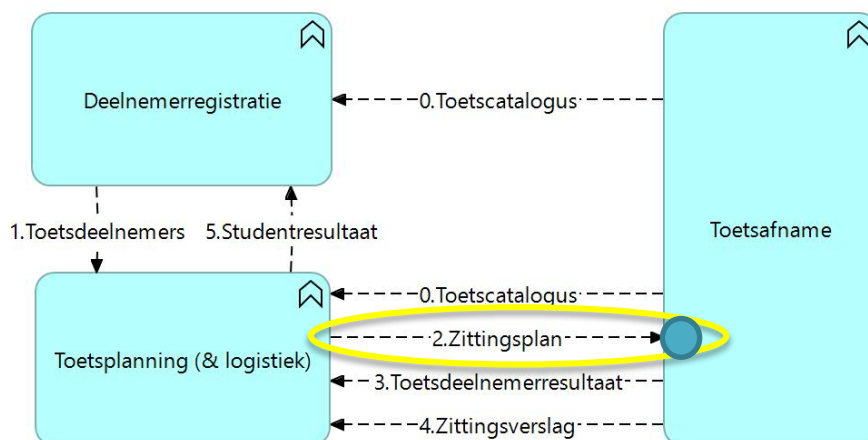 Deelnemerregistratie
0.Toetscatalogus
1.Toetsdeelnemers
5.Studentresultaat
Toetsafname
0.Toetscatalogus
2.Zittingsplan
Toetsplanning (& logistiek)
3.Toetsdeelnemerresultaat
4.Zittingsverslag